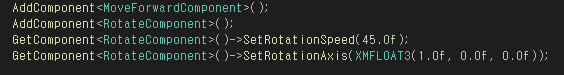 AddComponent<MoveForwardComponent>();
AddComponent<RotateComponent>();
GetComponent<RotateComponent>()->SetRotationSpeed(45.0f);
GetComponent<RotateComponent>()->SetRotationAxis(XMFLOAT3(1.0f, 0.0f, 0.0f));